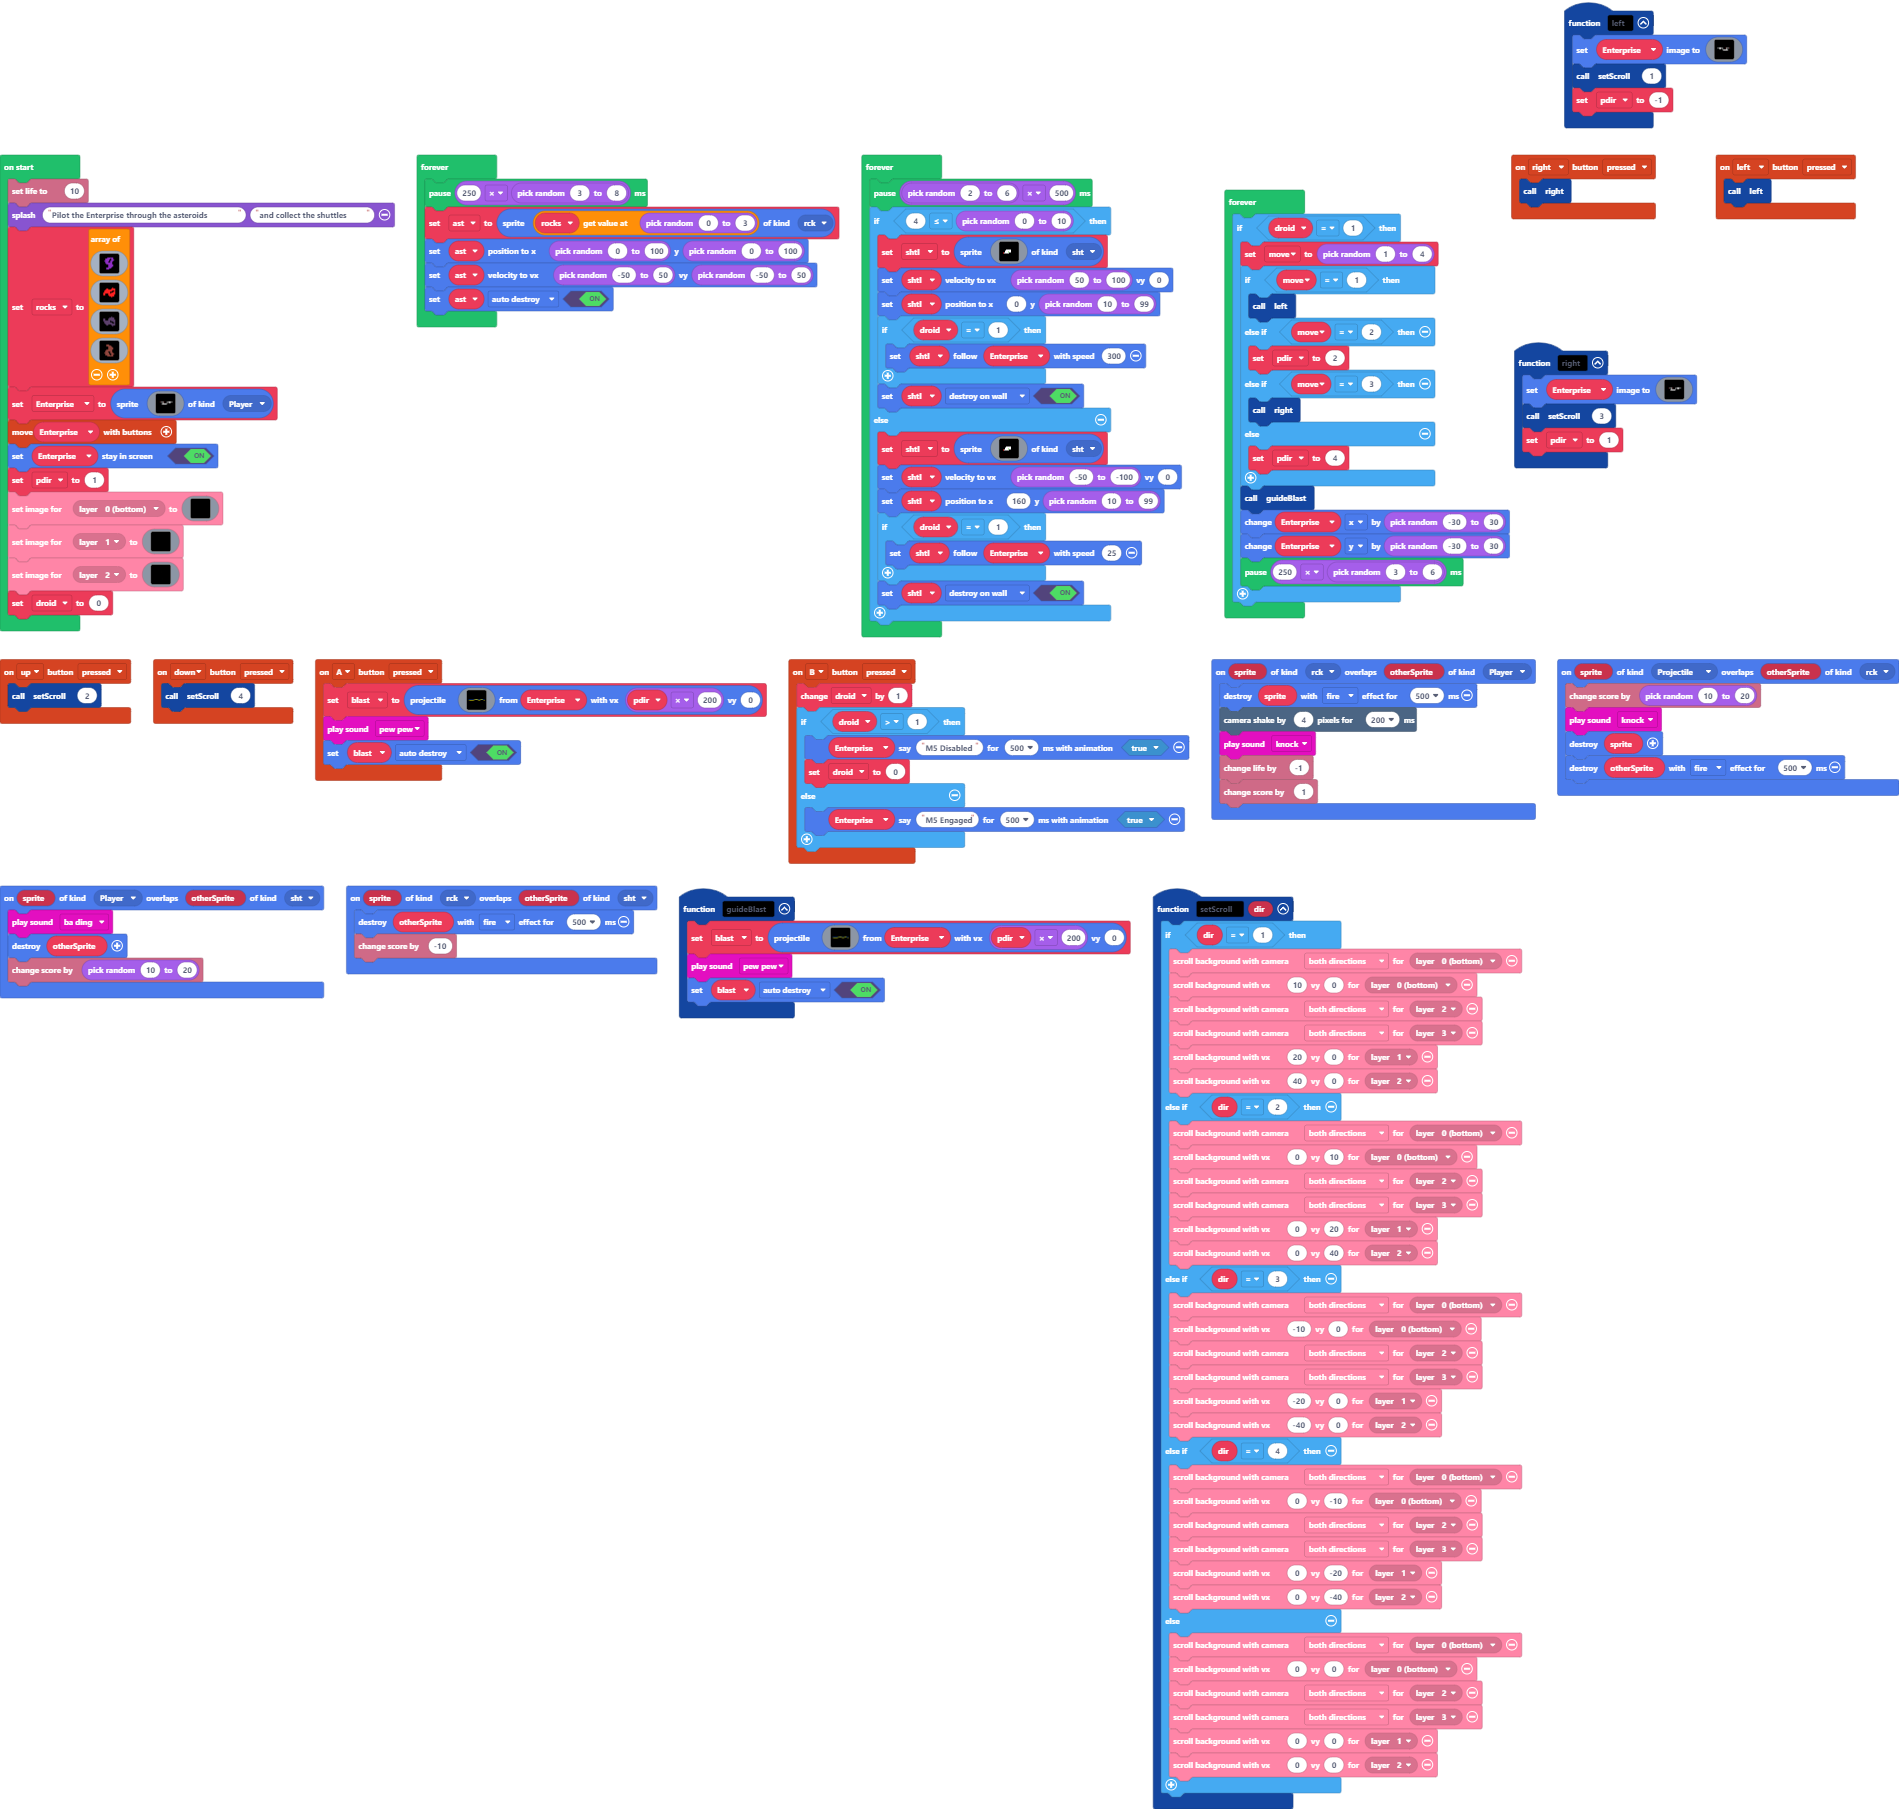 function left
set Enterprise image to
call setScroll 1
set pdir to -1
on start
set life to 10
splash "Pilot the Enterprise through the asteroids" "and collect the shuttles"
array of
set rocks to
set Enterprise to sprite of kind Player
move Enterprise with buttons
set Enterprise stay in screen ON
set pdir to 1
set image for layer 0 (bottom) to
set image for layer 1 to
set image for layer 2 to
set droid to 0
forever
pause 250 × pick random 3 to 8 ms
set ast to sprite rocks get value at pick random 0 to 3 of kind rck
set ast position to x pick random 0 to 100 y pick random 0 to 100
set ast velocity to vx pick random -50 to 50 vy pick random -50 to 50
set ast auto destroy ON
forever
pause pick random 2 to 6 × 500 ms
if 4 ≤ pick random 0 to 10 then
set shtl to sprite of kind sht
set shtl velocity to vx pick random 50 to 100 vy 0
set shtl position to x 0 y pick random 10 to 99
if droid = 1 then
set shtl follow Enterprise with speed 300
set shtl destroy on wall ON
else
set shtl to sprite of kind sht
set shtl velocity to vx pick random -50 to -100 vy 0
set shtl position to x 160 y pick random 10 to 99
if droid = 1 then
set shtl follow Enterprise with speed 25
set shtl destroy on wall ON
forever
if droid = 1 then
set move to pick random 1 to 4
if move = 1 then
call left
else if move = 2 then
set pdir to 2
else if move = 3 then
call right
else
set pdir to 4
call guideBlast
change Enterprise x by pick random -30 to 30
change Enterprise y by pick random -30 to 30
pause 250 × pick random 3 to 6 ms
on right button pressed
call right
on left button pressed
call left
function right
set Enterprise image to
call setScroll 3
set pdir to 1
on up button pressed
call setScroll 2
on down button pressed
call setScroll 4
on A button pressed
set blast to projectile from Enterprise with vx pdir × 200 vy 0
play sound pew pew
set blast auto destroy ON
on B button pressed
change droid by 1
if droid > 1 then
Enterprise say "M5 Disabled" for 500 ms with animation true
set droid to 0
else
Enterprise say "M5 Engaged" for 500 ms with animation true
on sprite of kind rck overlaps otherSprite of kind Player
destroy sprite with fire effect for 500 ms
camera shake by 4 pixels for 200 ms
play sound knock
change life by -1
change score by 1
on sprite of kind Projectile overlaps otherSprite of kind rck
change score by pick random 10 to 20
play sound knock
destroy sprite
destroy otherSprite with fire effect for 500 ms
on sprite of kind Player overlaps otherSprite of kind sht
play sound ba ding
destroy otherSprite
change score by pick random 10 to 20
on sprite of kind rck overlaps otherSprite of kind sht
destroy otherSprite with fire effect for 500 ms
change score by -10
function guideBlast
set blast to projectile from Enterprise with vx pdir × 200 vy 0
play sound pew pew
set blast auto destroy ON
function setScroll dir
if dir = 1 then
scroll background with camera both directions for layer 0 (bottom)
scroll background with vx 10 vy 0 for layer 0 (bottom)
scroll background with camera both directions for layer 2
scroll background with camera both directions for layer 3
scroll background with vx 20 vy 0 for layer 1
scroll background with vx 40 vy 0 for layer 2
else if dir = 2 then
scroll background with camera both directions for layer 0 (bottom)
scroll background with vx 0 vy 10 for layer 0 (bottom)
scroll background with camera both directions for layer 2
scroll background with camera both directions for layer 3
scroll background with vx 0 vy 20 for layer 1
scroll background with vx 0 vy 40 for layer 2
else if dir = 3 then
scroll background with camera both directions for layer 0 (bottom)
scroll background with vx -10 vy 0 for layer 0 (bottom)
scroll background with camera both directions for layer 2
scroll background with camera both directions for layer 3
scroll background with vx -20 vy 0 for layer 1
scroll background with vx -40 vy 0 for layer 2
else if dir = 4 then
scroll background with camera both directions for layer 0 (bottom)
scroll background with vx 0 vy -10 for layer 0 (bottom)
scroll background with camera both directions for layer 2
scroll background with camera both directions for layer 3
scroll background with vx 0 vy -20 for layer 1
scroll background with vx 0 vy -40 for layer 2
else
scroll background with camera both directions for layer 0 (bottom)
scroll background with vx 0 vy 0 for layer 0 (bottom)
scroll background with camera both directions for layer 2
scroll background with camera both directions for layer 3
scroll background with vx 0 vy 0 for layer 1
scroll background with vx 0 vy 0 for layer 2